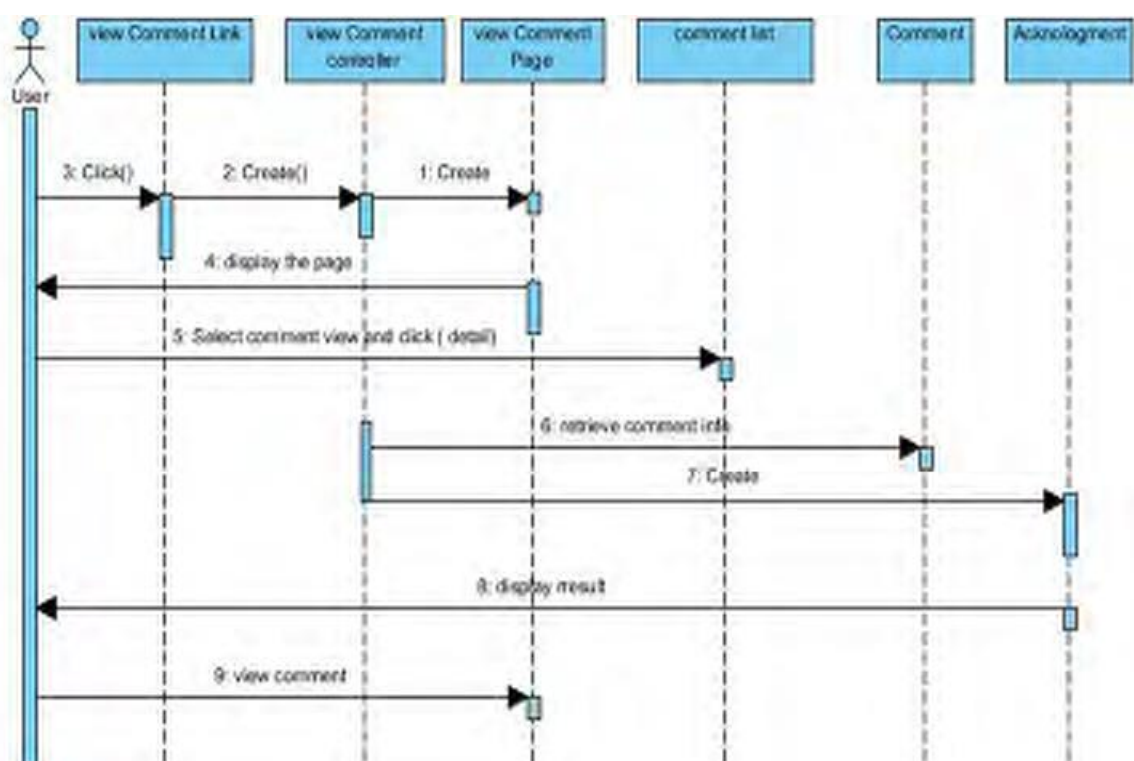 view Comment Link
view Comment
controller
view Comment
Page
comment list
Comment
Acknologment
User
3: Click()
2: Create()
1: Create
4: display the page
5: Select comment view and click ( detail)
6: retrieve comment info
7: Create
8: display rresult
9: view comment